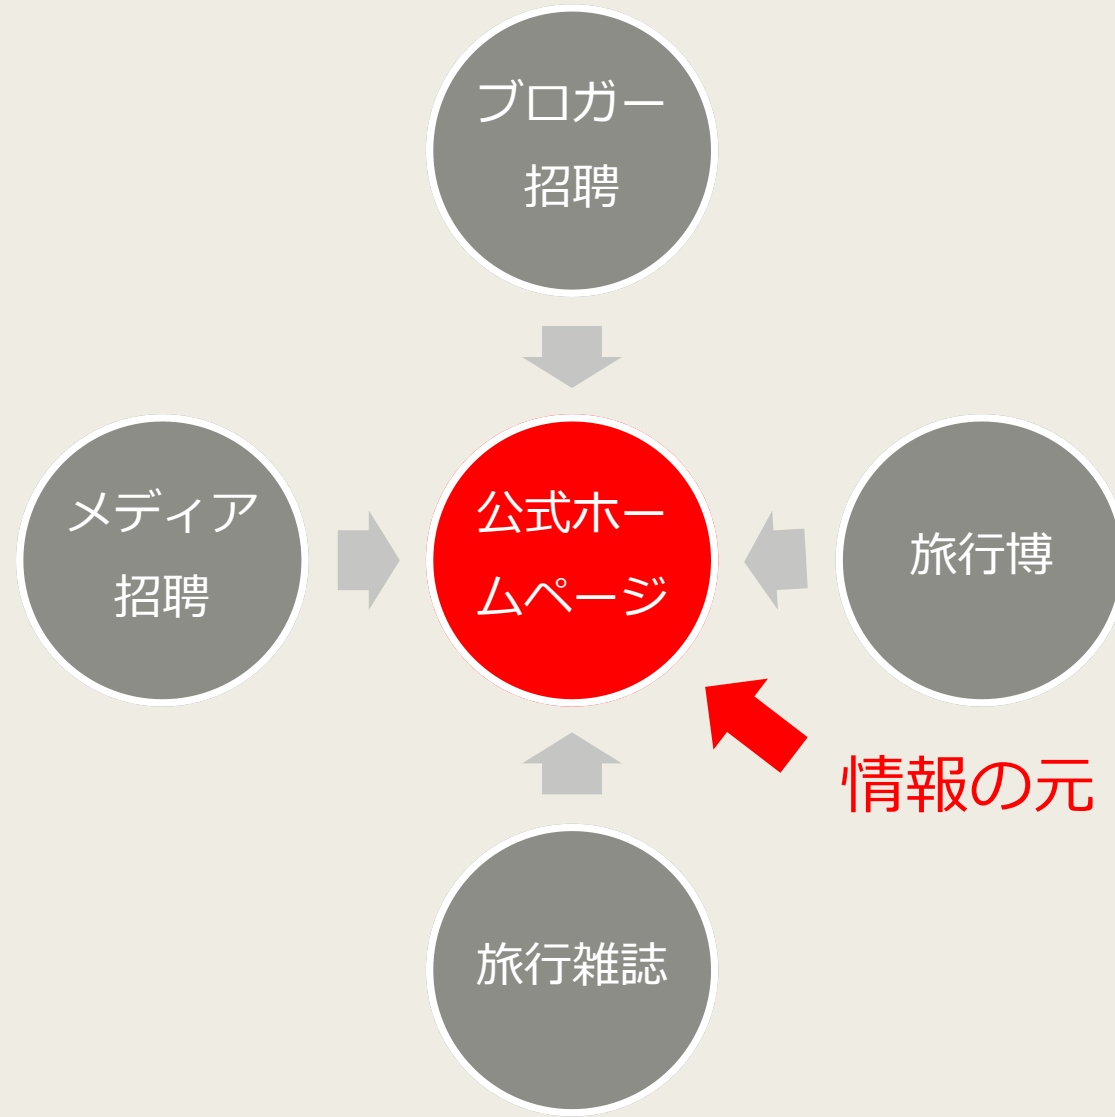 ブロガー
招聘
メディア
招聘
公式ホー
ムページ
旅行博
情報の元
旅行雑誌